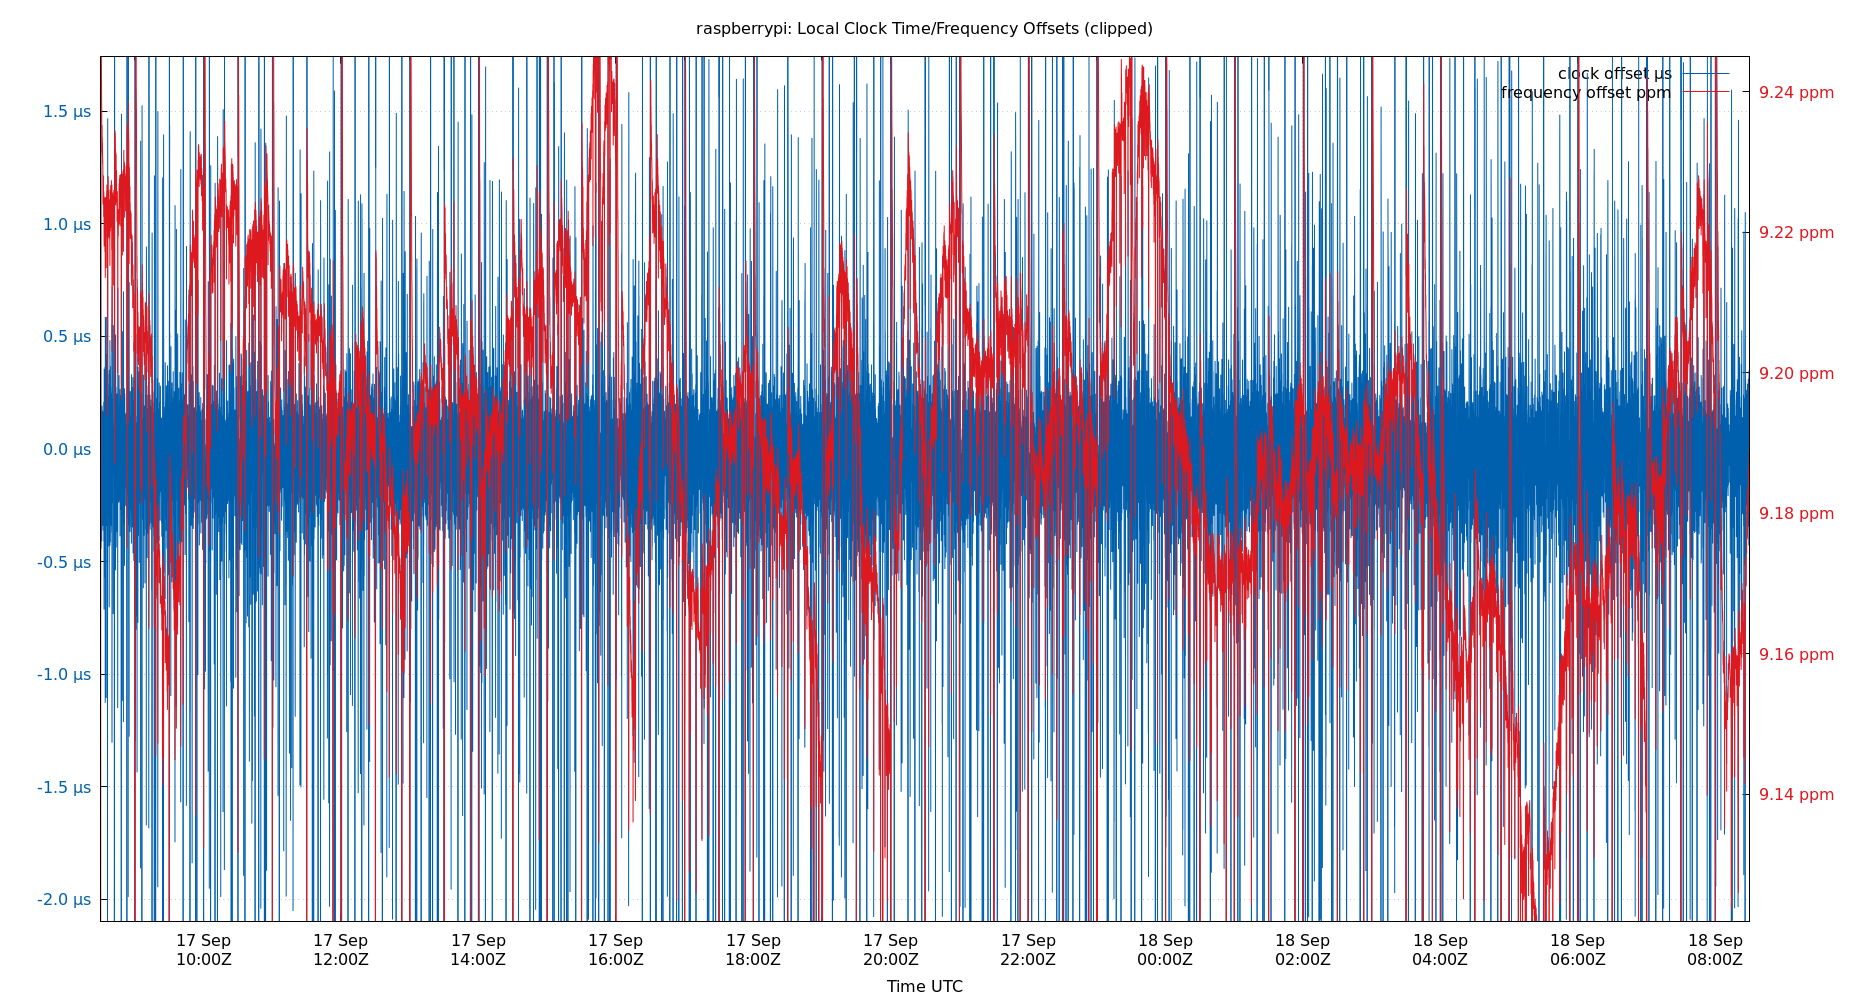 raspberrypi: Local Clock Time/Frequency Offsets (clipped)
clock offset µs
frequency offset ppm
1.5 µs
1.0 µs
0.5 µs
0.0 µs
-0.5 µs
-1.0 µs
-1.5 µs
-2.0 µs
9.24 ppm
9.22 ppm
9.20 ppm
9.18 ppm
9.16 ppm
9.14 ppm
17 Sep
10:00Z
17 Sep
12:00Z
17 Sep
14:00Z
17 Sep
16:00Z
17 Sep
18:00Z
17 Sep
20:00Z
17 Sep
22:00Z
18 Sep
00:00Z
18 Sep
02:00Z
18 Sep
04:00Z
18 Sep
06:00Z
18 Sep
08:00Z
Time UTC